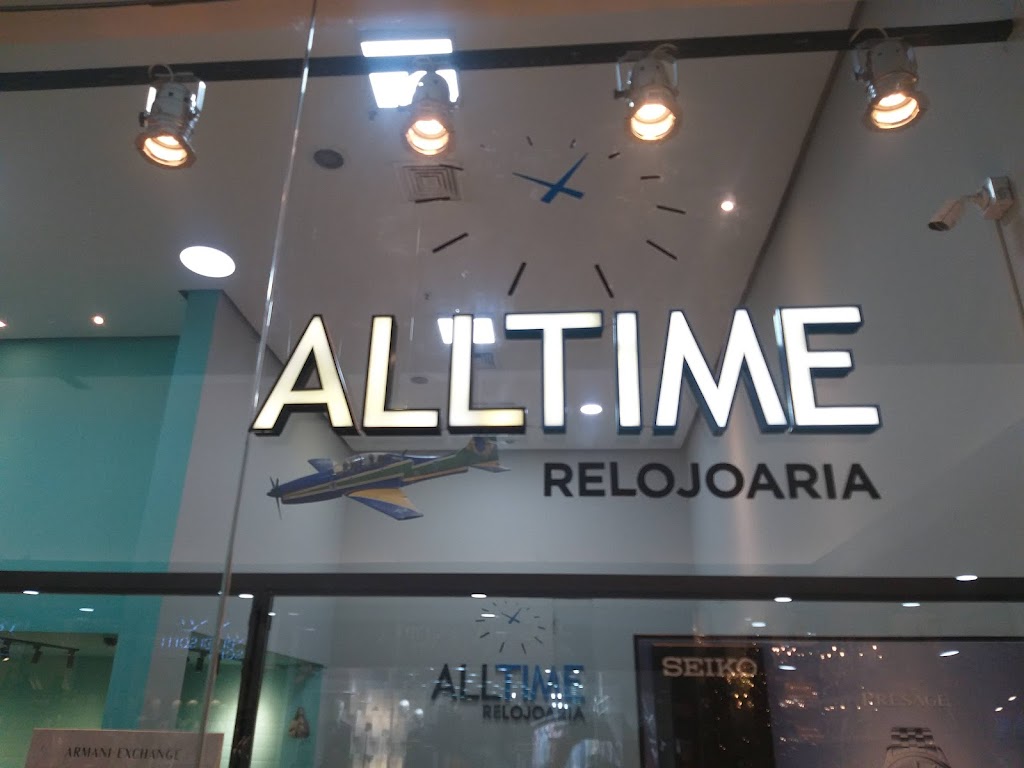 ALLTIME
RELOJOARIA
ALLTIME
RELOJOARIA
SEIKO
PRESAGE
ARMANI EXCHANGE